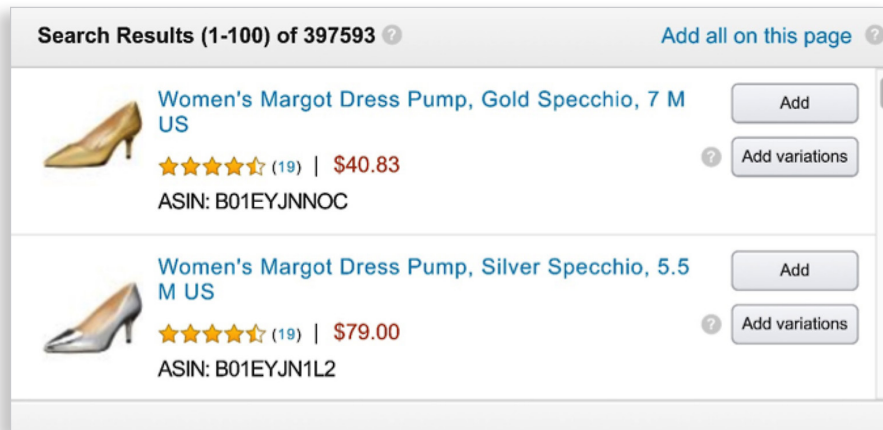 Search Results (1-100) of 397593 ?
Add all on this page ?
Women's Margot Dress Pump, Gold Specchio, 7 M
US
(19) | $40.83
ASIN: B01EYJNNOC
Add
? Add variations
Women's Margot Dress Pump, Silver Specchio, 5.5
M US
(19) | $79.00
ASIN: B01EYJN1L2
Add
? Add variations